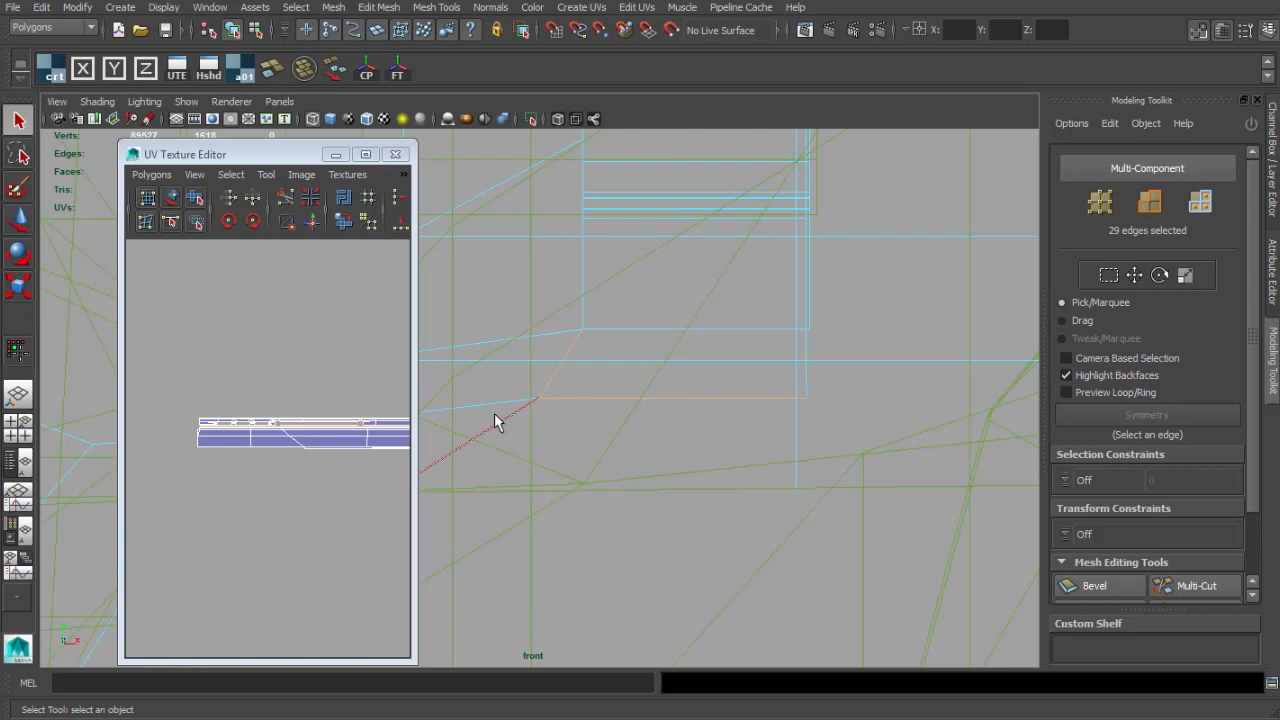 File Edit Modify Create Display Window Assets Select Mesh Edit Mesh Mesh Tools Normals Color Create UVs Edit UVs Muscle Pipeline Cache Help
Polygons No Live Surface X: Y: Z:
crt X Y Z UTE Hshd a01 CP FT
View Shading Lighting Show Renderer Panels
Modeling Toolkit
Options Edit Object Help
Verts: 89527 1618 0
Edges:
Faces:
Tris:
UVs:
UV Texture Editor
Polygons View Select Tool Image Textures »
Multi-Component
29 edges selected
Pick/Marquee
Drag
Tweak/Marquee
Camera Based Selection
Highlight Backfaces
Preview Loop/Ring
Symmetry
(Select an edge)
Selection Constraints
Off 0
Transform Constraints
Off
Mesh Editing Tools
Bevel Multi-Cut
Custom Shelf
Channel Box / Layer Editor
Attribute Editor
Modeling Toolkit
front
y
x
MAYA
MEL
Select Tool: select an object